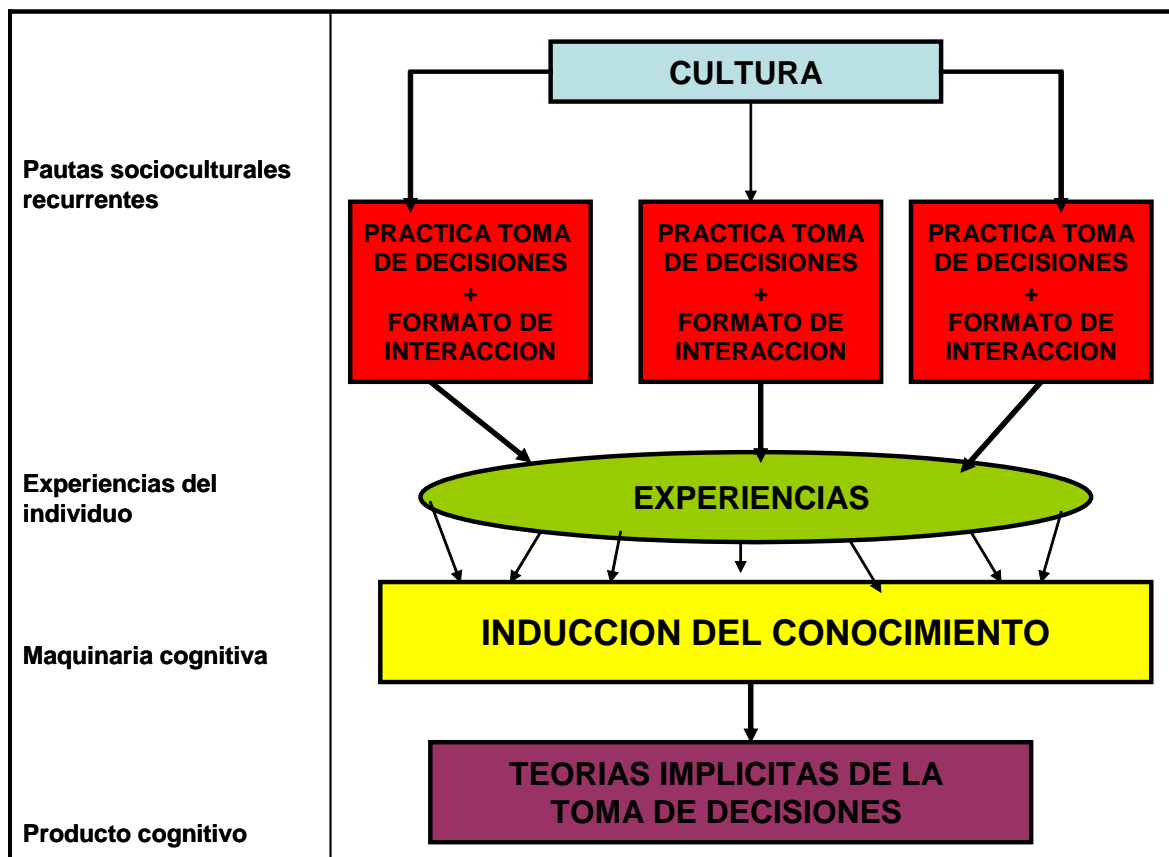 CULTURA
Pautas socioculturales
recurrentes
PRACTICA TOMA
DE DECISIONES
+
FORMATO DE
INTERACCION
PRACTICA TOMA
DE DECISIONES
+
FORMATO DE
INTERACCION
PRACTICA TOMA
DE DECISIONES
+
FORMATO DE
INTERACCION
Experiencias del
individuo
EXPERIENCIAS
Maquinaria cognitiva
INDUCCION DEL CONOCIMIENTO
Producto cognitivo
TEORIAS IMPLICITAS DE LA
TOMA DE DECISIONES